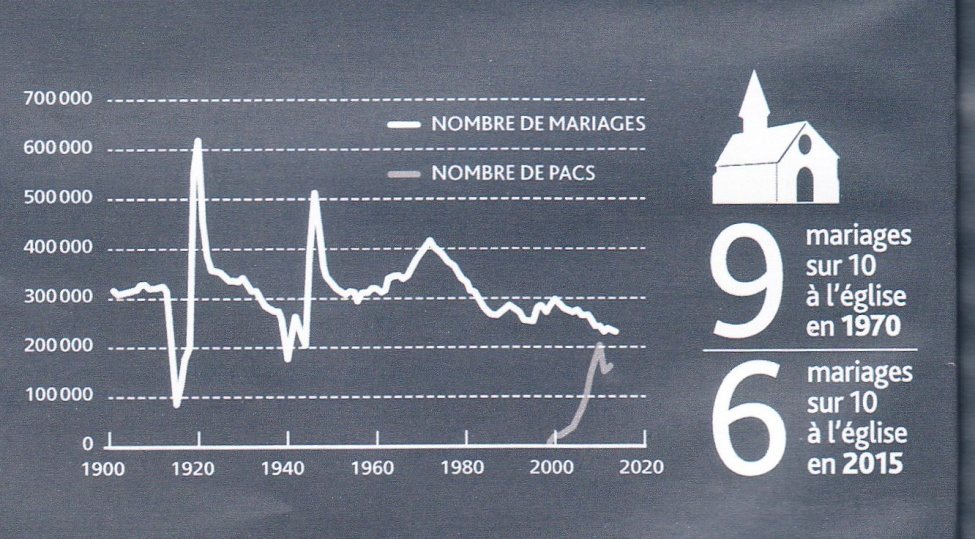 700 000
600 000
500 000
400 000
300 000
200 000
100 000
0
1900 1920 1940 1960 1980 2000 2020
NOMBRE DE MARIAGES
NOMBRE DE PACS
9 mariages
sur 10
à l'église
en 1970
6 mariages
sur 10
à l'église
en 2015